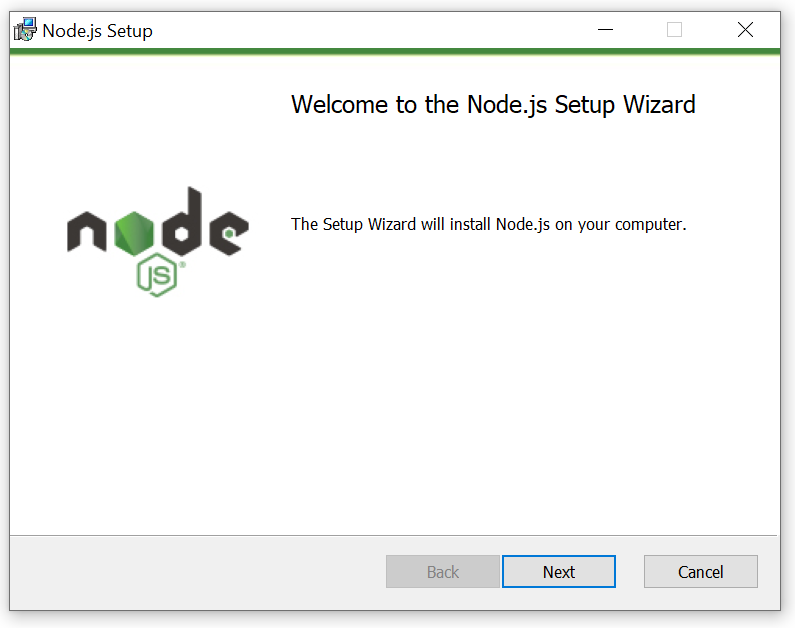 Node.js Setup
Welcome to the Node.js Setup Wizard
node
JS®
The Setup Wizard will install Node.js on your computer.
Back Next Cancel